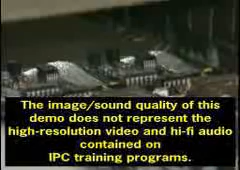 The image/sound quality of this
demo does not represent the
high-resolution video and hi-fi audio
contained on
IPC training programs.